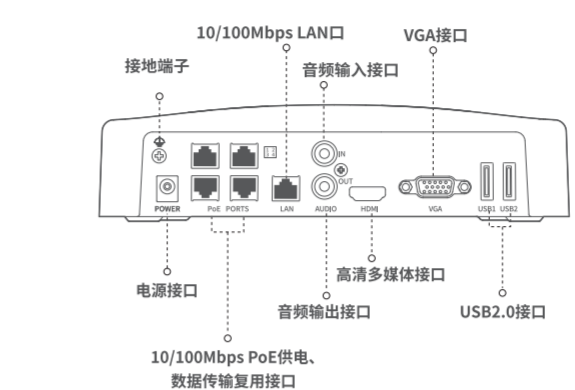 10/100Mbps LAN口
VGA接口
接地端子
音频输入接口
IN
OUT
POWER
PoE PORTS
LAN
AUDIO
HDMI
VGA
USB1 USB2
电源接口
高清多媒体接口
音频输出接口
USB2.0接口
10/100Mbps PoE供电、
数据传输复用接口